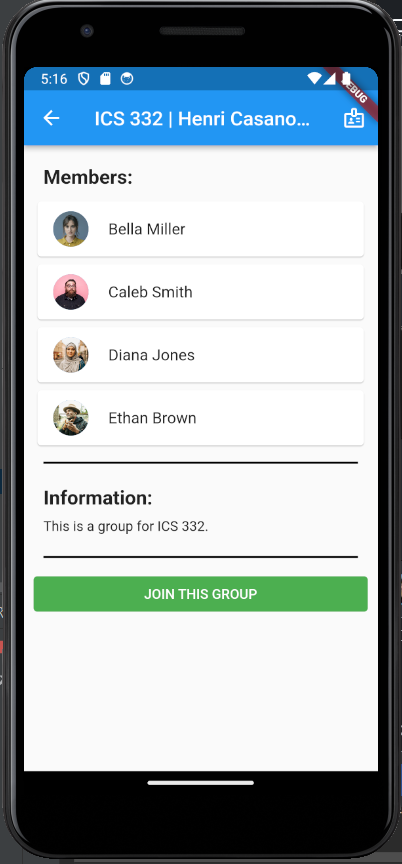 5:16
DEBUG
ICS 332 | Henri Casano...
Members:
Bella Miller
Caleb Smith
Diana Jones
Ethan Brown
Information:
This is a group for ICS 332.
JOIN THIS GROUP